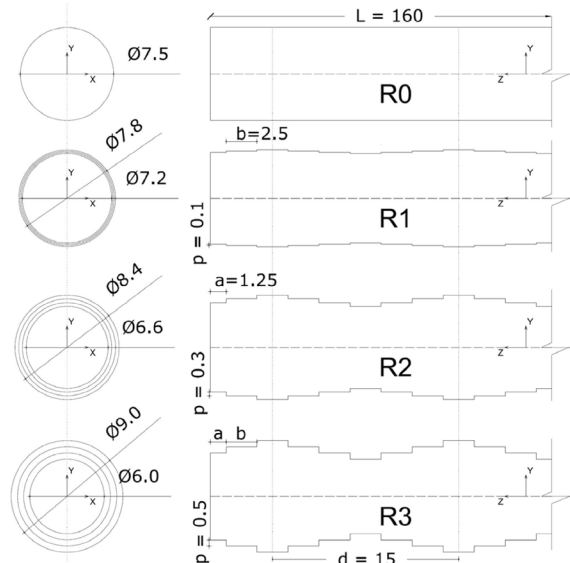 L = 160
Y
Ø7.5
X
Y
Z
R0
Ø7.8
b=2.5
Y
Ø7.2
X
Y
Z
R1
p = 0.1
Ø8.4
a=1.25
Y
Ø6.6
X
Y
Z
R2
p = 0.3
Ø9.0
a b
Y
Ø6.0
X
Y
Z
R3
p = 0.5
d = 15